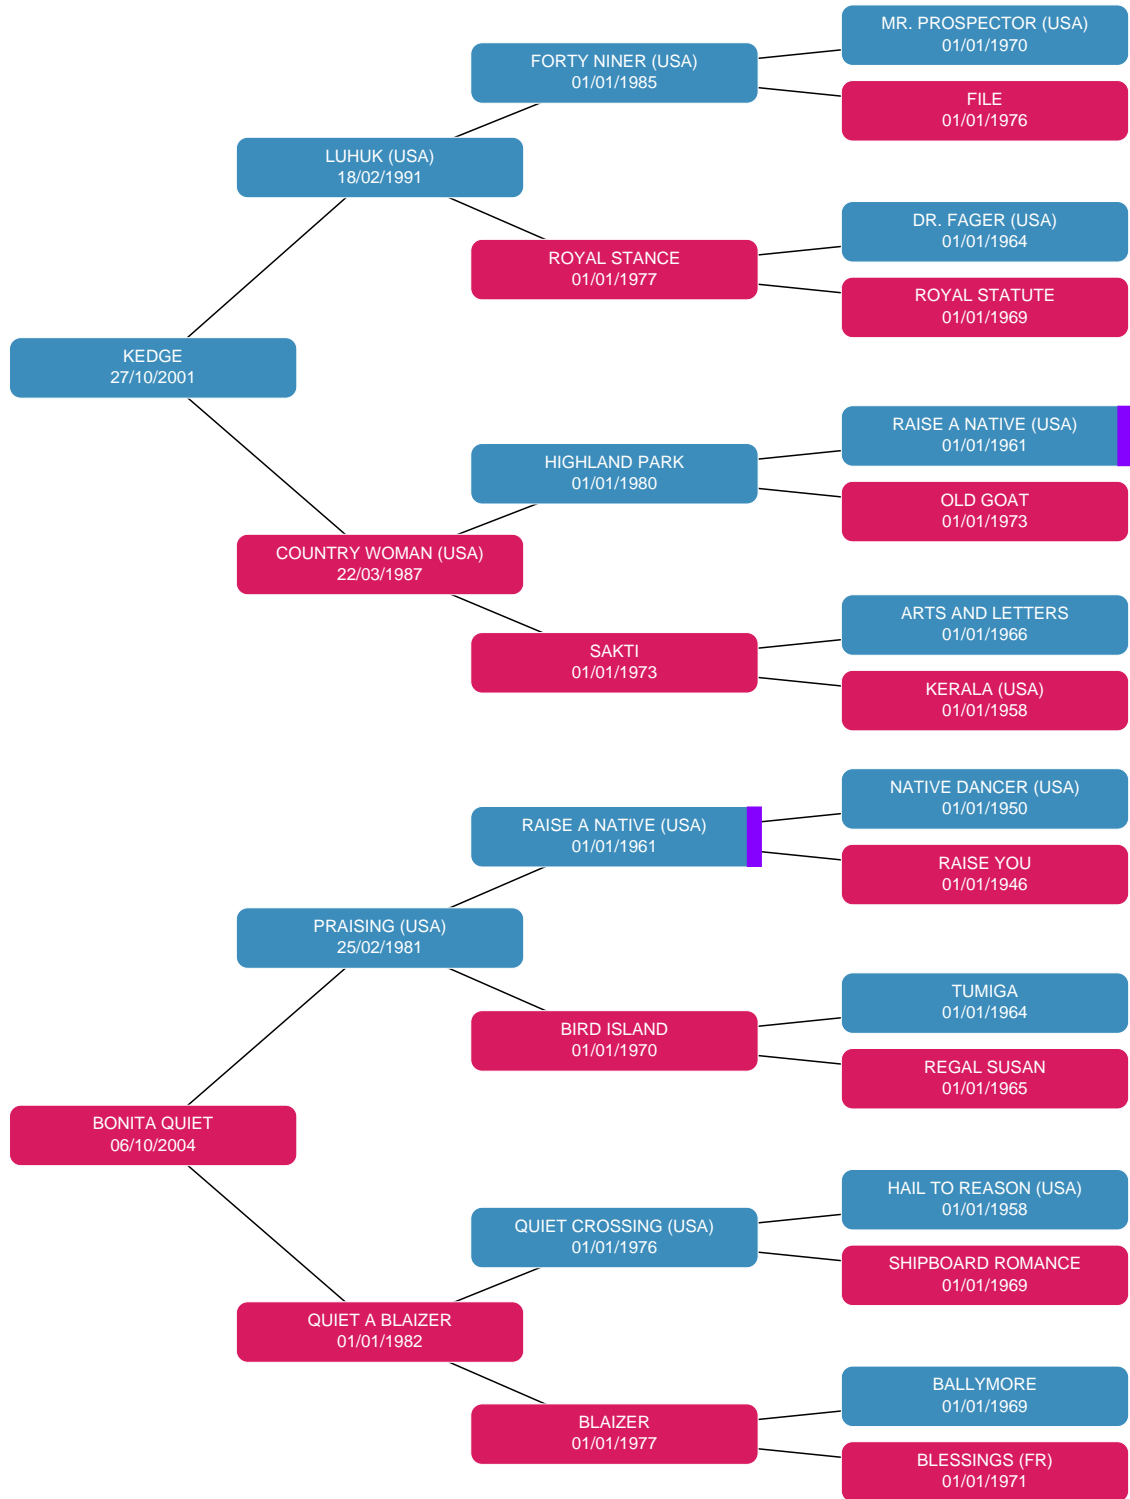 MR. PROSPECTOR (USA)
01/01/1970
FORTY NINER (USA)
01/01/1985
FILE
01/01/1976
LUHUK (USA)
18/02/1991
DR. FAGER (USA)
01/01/1964
ROYAL STANCE
01/01/1977
ROYAL STATUTE
01/01/1969
KEDGE
27/10/2001
RAISE A NATIVE (USA)
01/01/1961
HIGHLAND PARK
01/01/1980
OLD GOAT
01/01/1973
COUNTRY WOMAN (USA)
22/03/1987
ARTS AND LETTERS
01/01/1966
SAKTI
01/01/1973
KERALA (USA)
01/01/1958
NATIVE DANCER (USA)
01/01/1950
RAISE A NATIVE (USA)
01/01/1961
RAISE YOU
01/01/1946
PRAISING (USA)
25/02/1981
TUMIGA
01/01/1964
BIRD ISLAND
01/01/1970
REGAL SUSAN
01/01/1965
BONITA QUIET
06/10/2004
HAIL TO REASON (USA)
01/01/1958
QUIET CROSSING (USA)
01/01/1976
SHIPBOARD ROMANCE
01/01/1969
QUIET A BLAIZER
01/01/1982
BALLYMORE
01/01/1969
BLAIZER
01/01/1977
BLESSINGS (FR)
01/01/1971